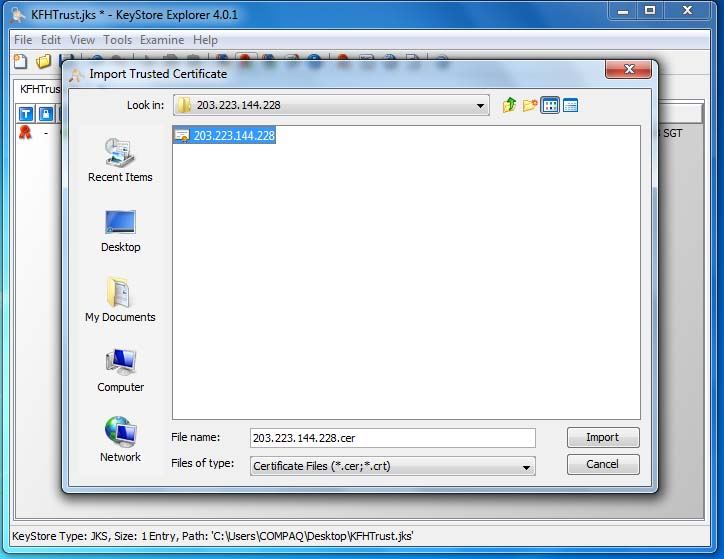 KFHTrust.jks * - KeyStore Explorer 4.0.1
File Edit View Tools Examine Help
Import Trusted Certificate
KFHTrus
Look in: 203.223.144.228
T
- SGT
203.223.144.228
Recent Items
Desktop
My Documents
Computer
Network
File name: 203.223.144.228.cer Import
Files of type: Certificate Files (*.cer;*.crt) Cancel
KeyStore Type: JKS, Size: 1 Entry, Path: 'C:\Users\COMPAQ\Desktop\KFHTrust.jks'